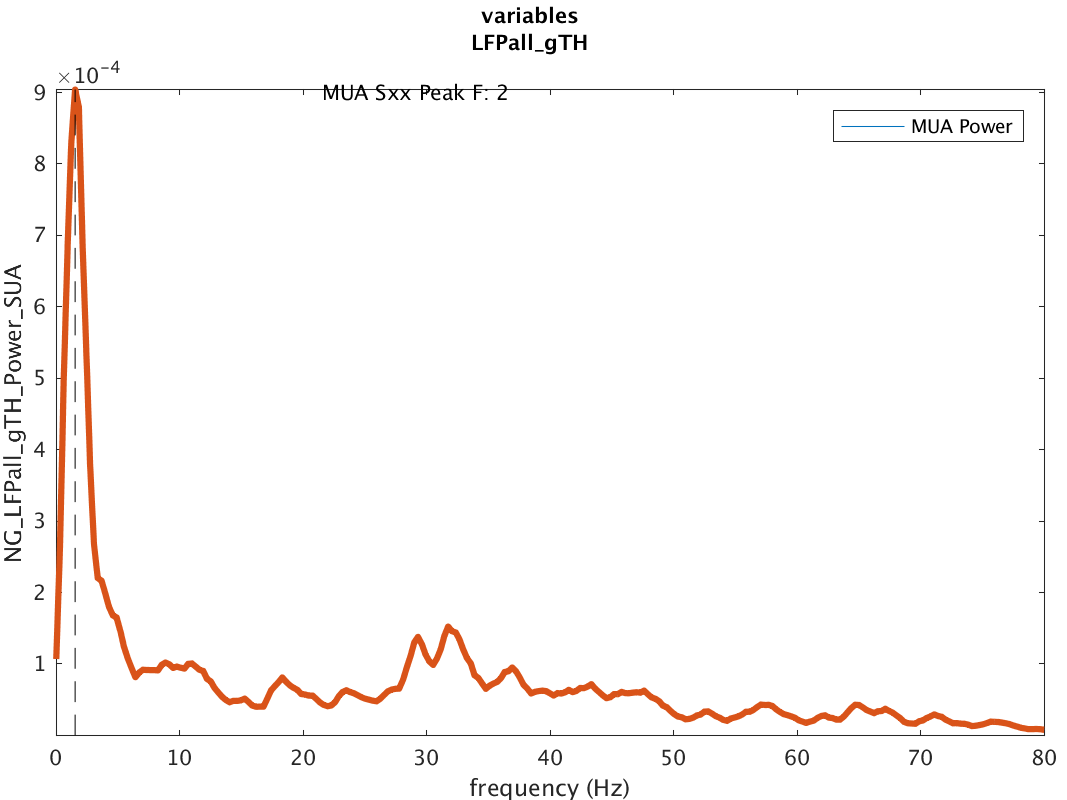 variables
LFPall_gTH
×10-4
MUA Sxx Peak F: 2
MUA Power
9
8
7
6
5
4
3
2
1
NG_LFPall_gTH_Power_SUA
0 10 20 30 40 50 60 70 80
frequency (Hz)